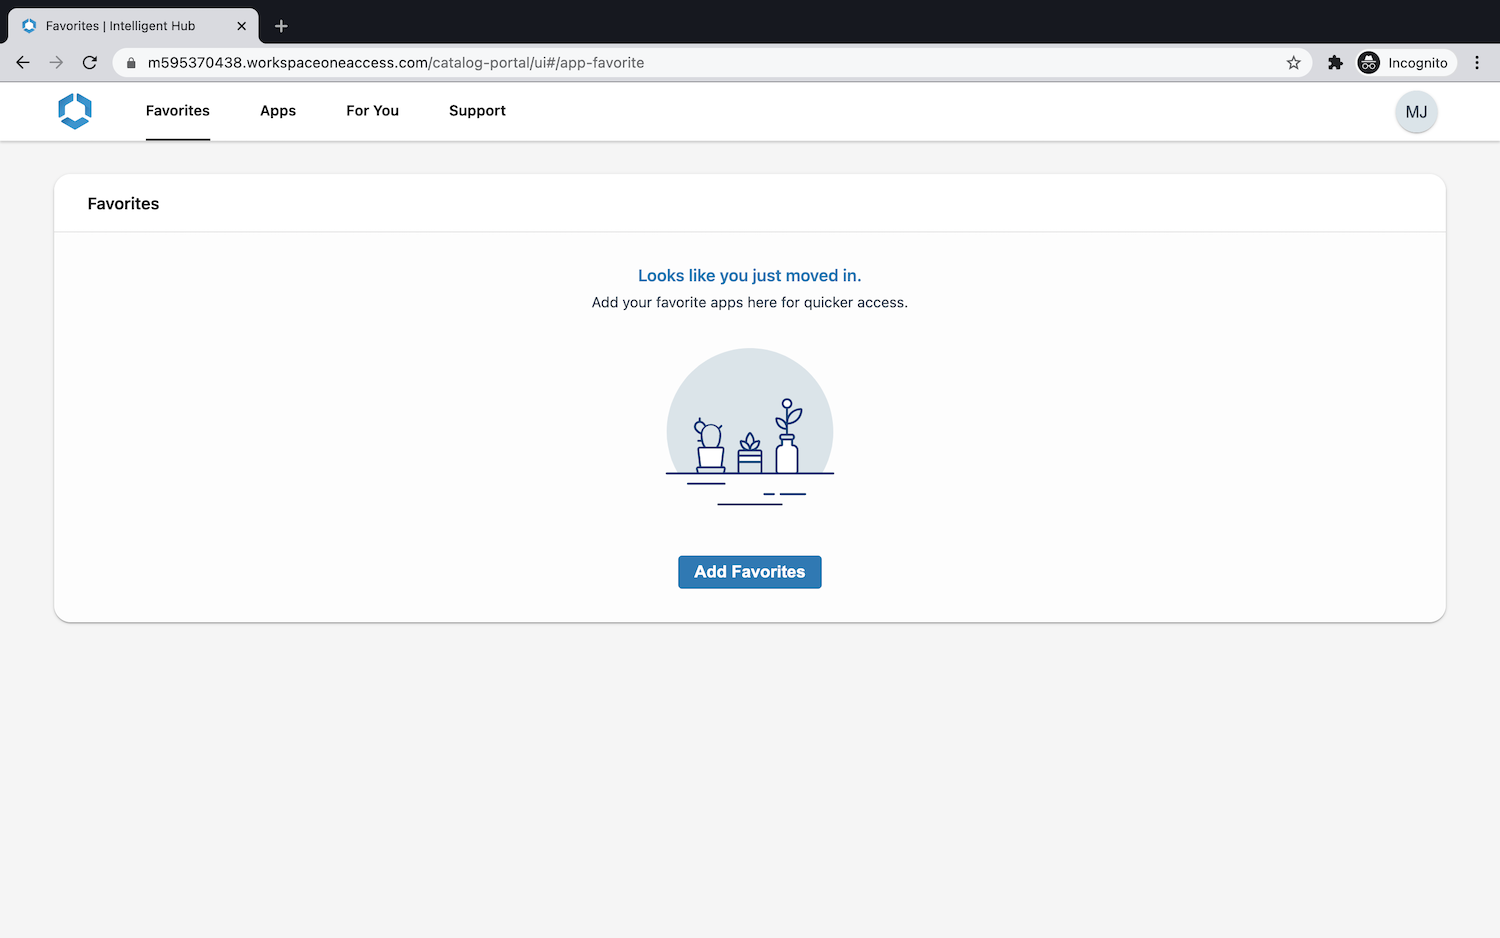 Favorites | Intelligent Hub
m595370438.workspaceoneaccess.com/catalog-portal/ui#/app-favorite
Incognito
Favorites Apps For You Support MJ
Favorites
Looks like you just moved in.
Add your favorite apps here for quicker access.
Add Favorites